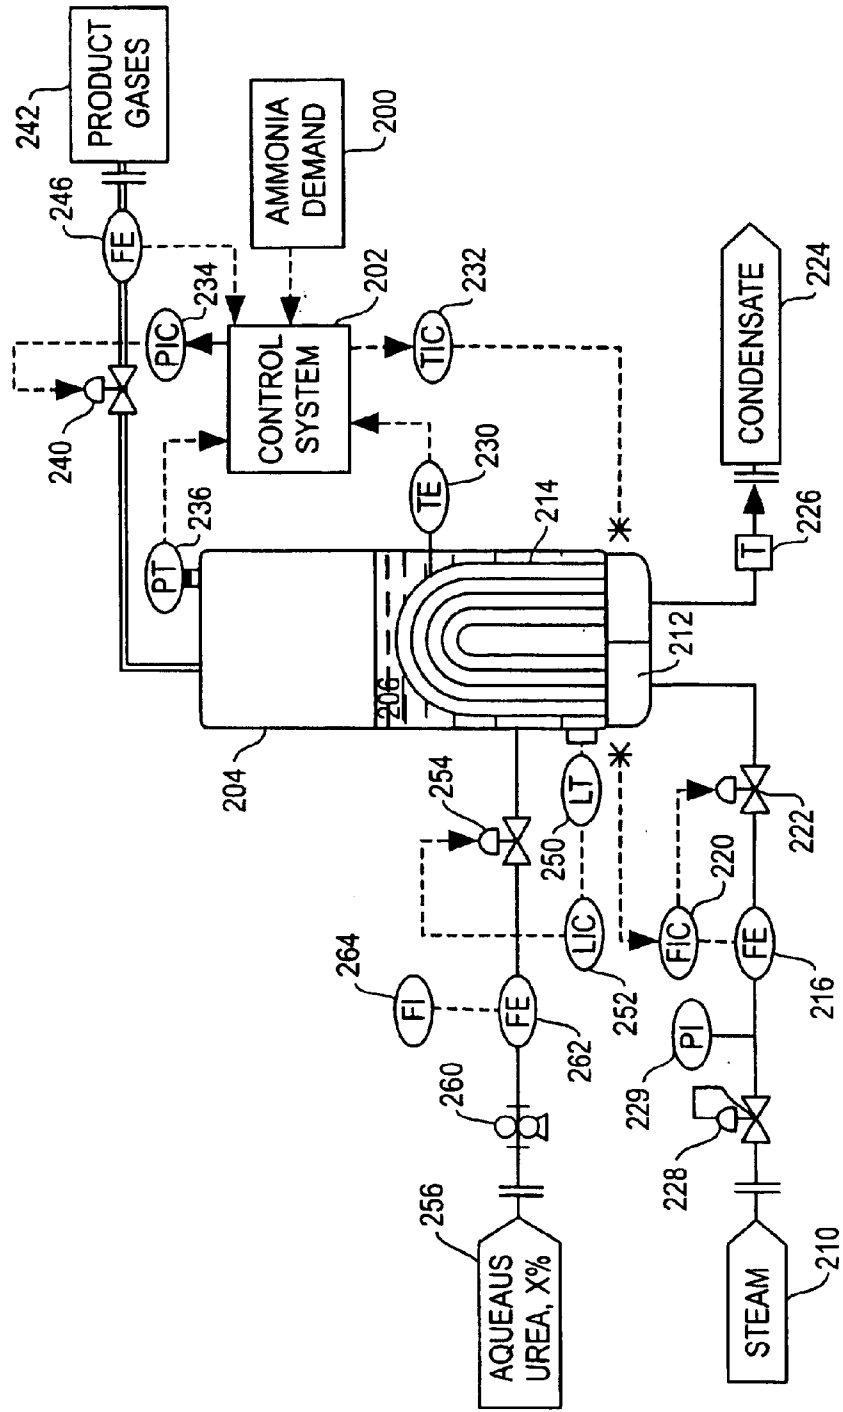 PRODUCT
GASES
242
FE
246
AMMONIA
DEMAND
200
240
PIC
234
CONTROL
SYSTEM
202
TIC
232
PT
236
TE
230
204
206
214
212
CONDENSATE
224
T
226
254
LT
250
LIC
252
FIC
220
222
FE
216
FI
264
FE
262
260
PI
229
228
AQUEAUS
UREA, X%
256
STEAM
210